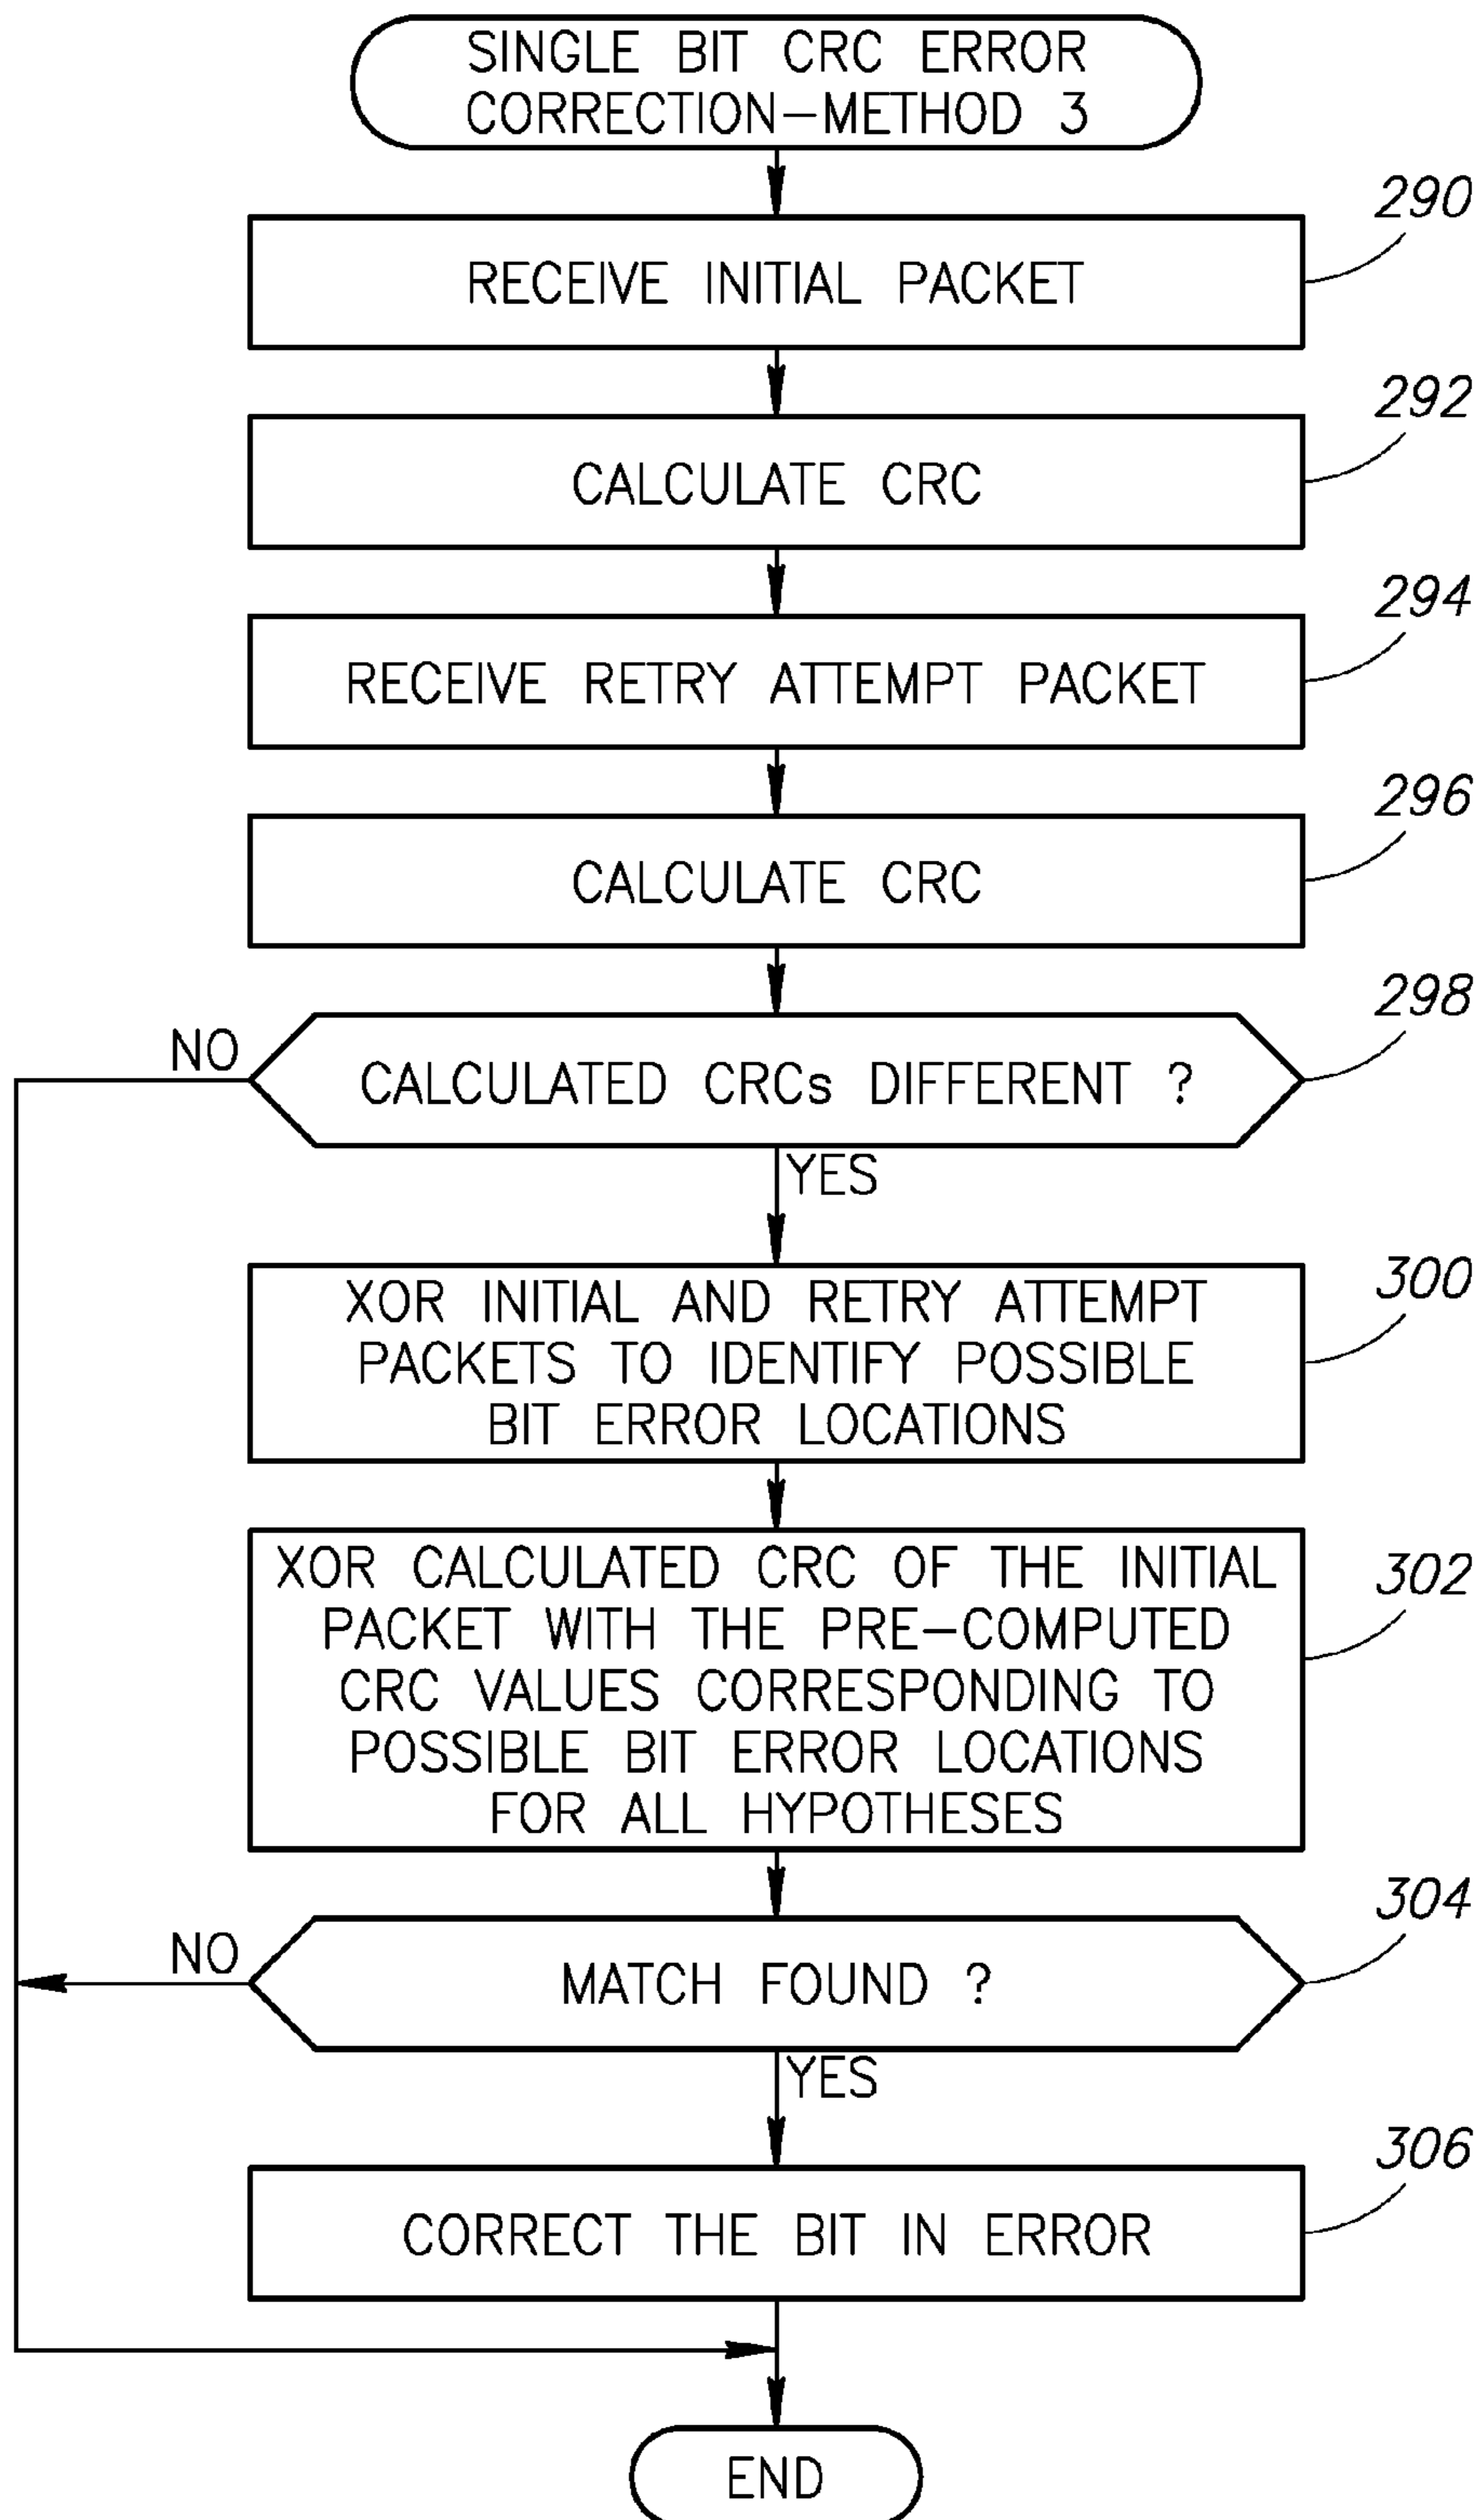 SINGLE BIT CRC ERROR
CORRECTION-METHOD 3
290
RECEIVE INITIAL PACKET
292
CALCULATE CRC
294
RECEIVE RETRY ATTEMPT PACKET
296
CALCULATE CRC
298
NO
CALCULATED CRCs DIFFERENT ?
YES
300
XOR INITIAL AND RETRY ATTEMPT
PACKETS TO IDENTIFY POSSIBLE
BIT ERROR LOCATIONS
302
XOR CALCULATED CRC OF THE INITIAL
PACKET WITH THE PRE-COMPUTED
CRC VALUES CORRESPONDING TO
POSSIBLE BIT ERROR LOCATIONS
FOR ALL HYPOTHESES
304
NO
MATCH FOUND ?
YES
306
CORRECT THE BIT IN ERROR
END